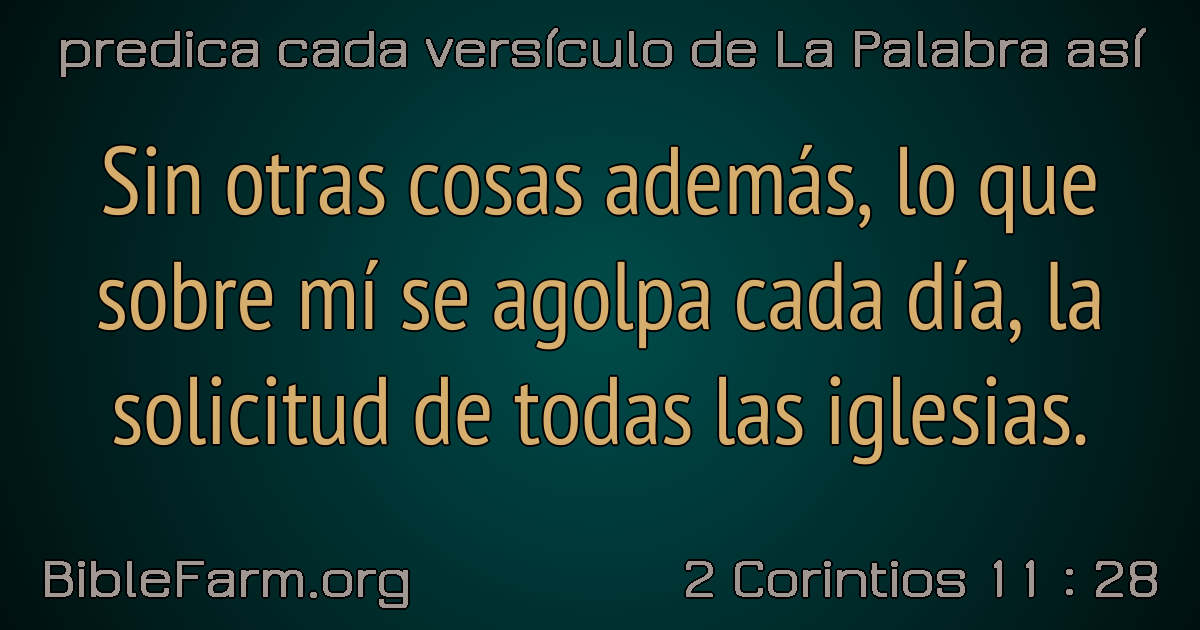 predica cada versículo de La Palabra así
Sin otras cosas además, lo que
sobre mí se agolpa cada día, la
solicitud de todas las iglesias.
BibleFarm.org
2 Corintios 11 : 28